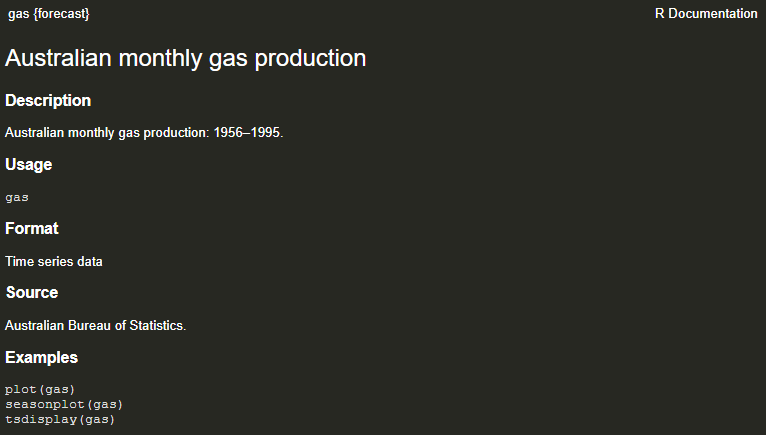 gas {forecast} R Documentation
Australian monthly gas production
Description
Australian monthly gas production: 1956–1995.
Usage
gas
Format
Time series data
Source
Australian Bureau of Statistics.
Examples
plot(gas)
seasonplot(gas)
tsdisplay(gas)